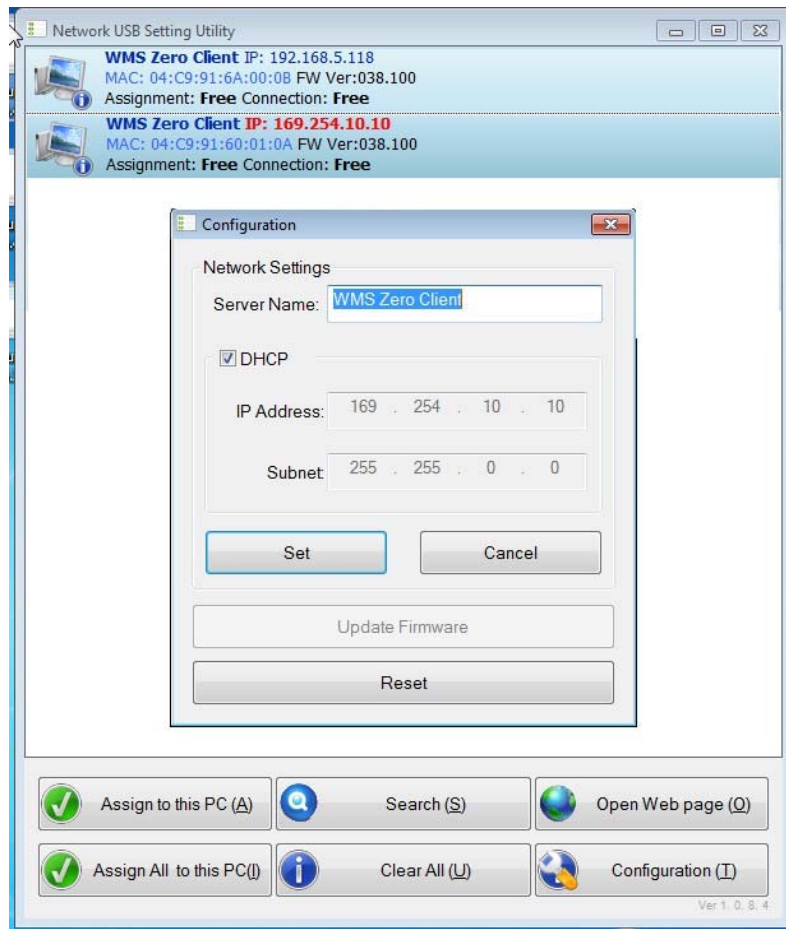 Network USB Setting Utility
WMS Zero Client IP: 192.168.5.118
MAC: 04:C9:91:6A:00:0B FW Ver:038.100
Assignment: Free Connection: Free
WMS Zero Client IP: 169.254.10.10
MAC: 04:C9:91:60:01:0A FW Ver:038.100
Assignment: Free Connection: Free
Configuration
Network Settings
Server Name: WMS Zero Client
DHCP
IP Address: 169 . 254 . 10 . 10
Subnet: 255 . 255 . 0 . 0
Set Cancel
Update Firmware
Reset
Assign to this PC (A) Search (S) Open Web page (O)
Assign All to this PC(I) Clear All (U) Configuration (T)
Ver 1. 0. 8. 4